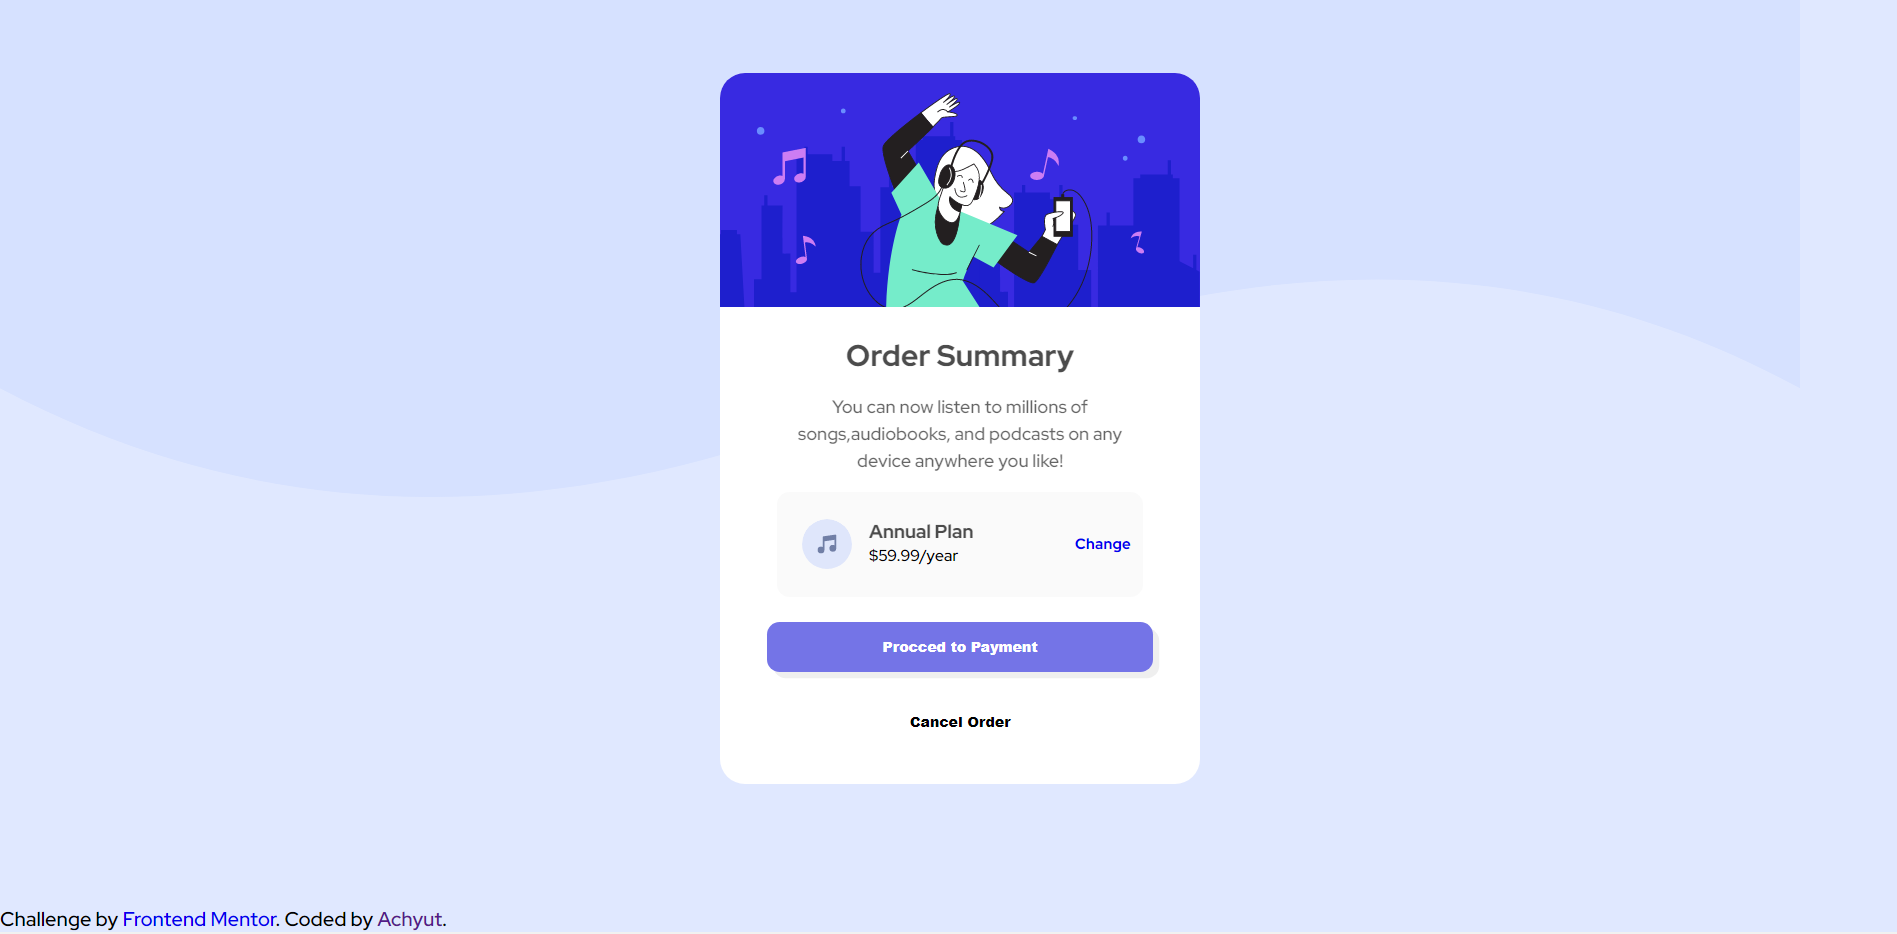 Order Summary
You can now listen to millions of
songs,audiobooks, and podcasts on any
device anywhere you like!
Annual Plan
$59.99/year
Change
Procced to Payment
Cancel Order
Challenge by Frontend Mentor. Coded by Achyut.